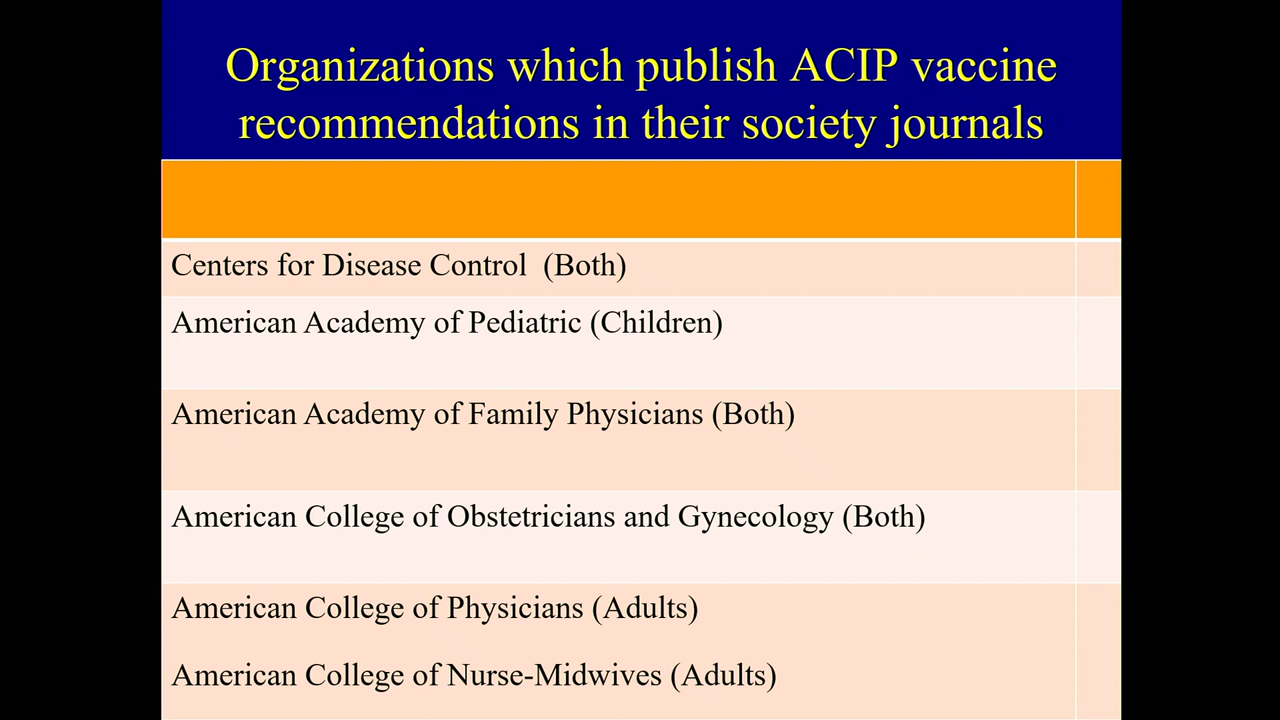 Organizations which publish ACIP vaccine
recommendations in their society journals
Centers for Disease Control  (Both)
American Academy of Pediatric (Children)
American Academy of Family Physicians (Both)
American College of Obstetricians and Gynecology (Both)
American College of Physicians (Adults)
American College of Nurse-Midwives (Adults)